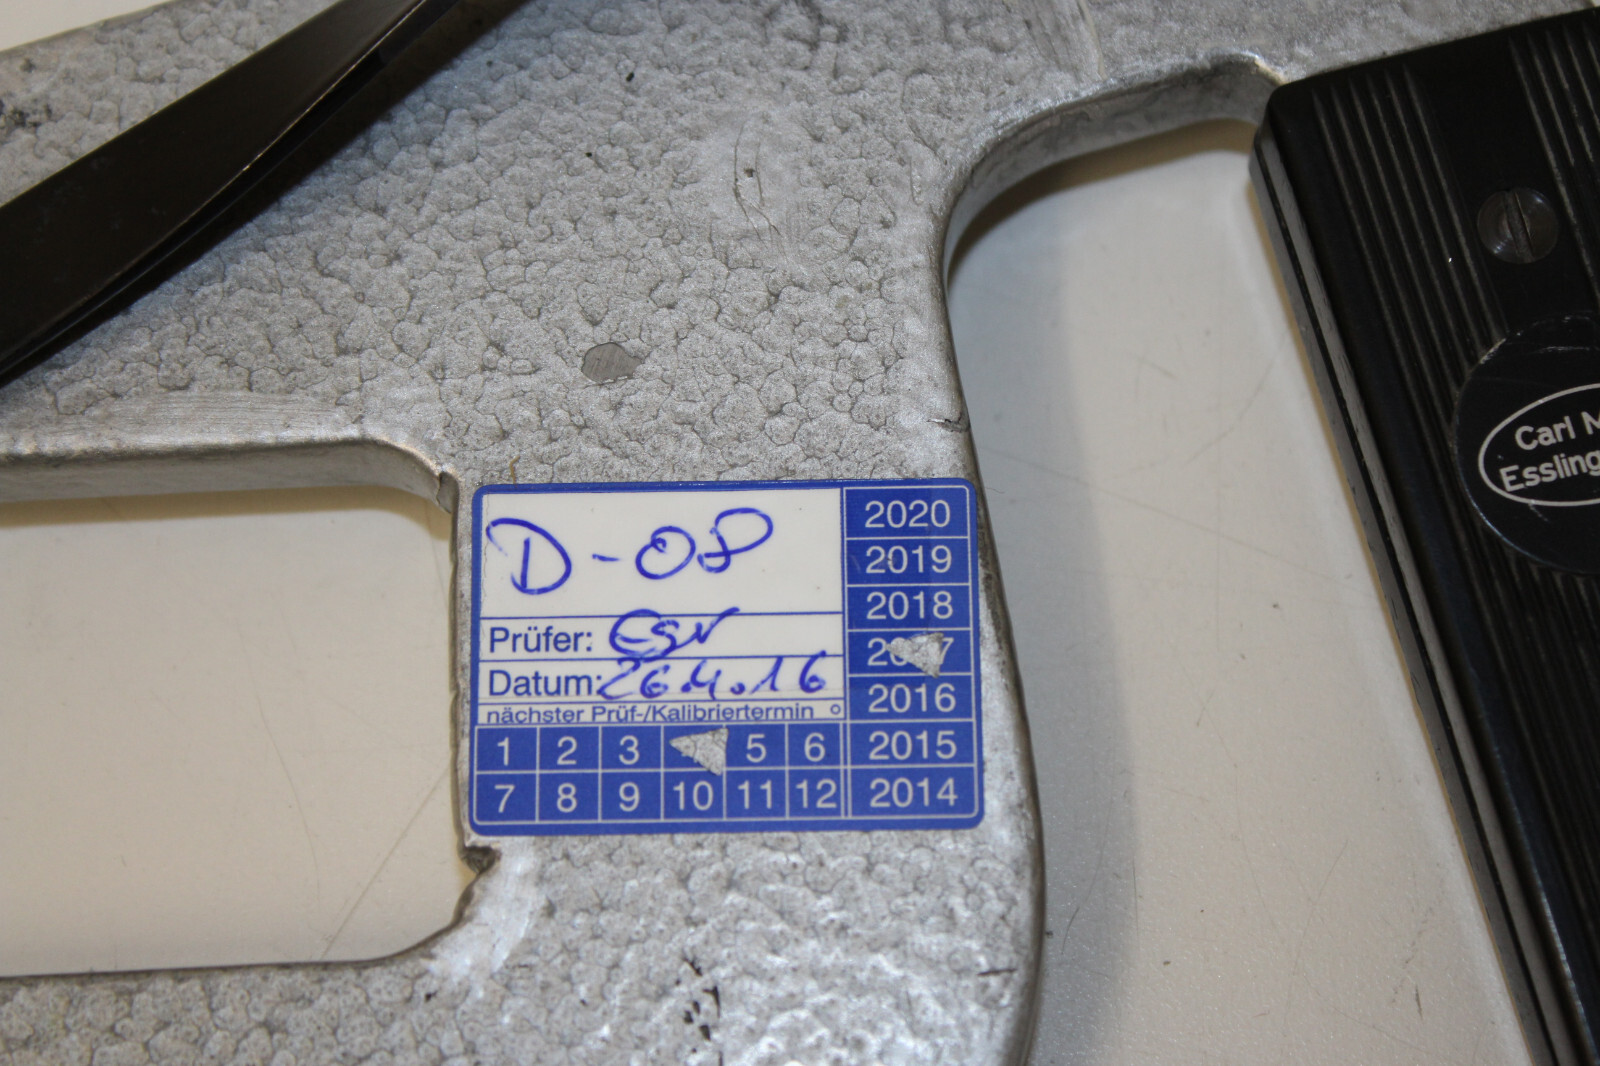 D-08
Prüfer:
Datum: 26.4.16
nächster Prüf-/Kalibriertermin
1 2 3 5 6
7 8 9 10 11 12
2020
2019
2018
2016
2015
2014
Carl
Essling